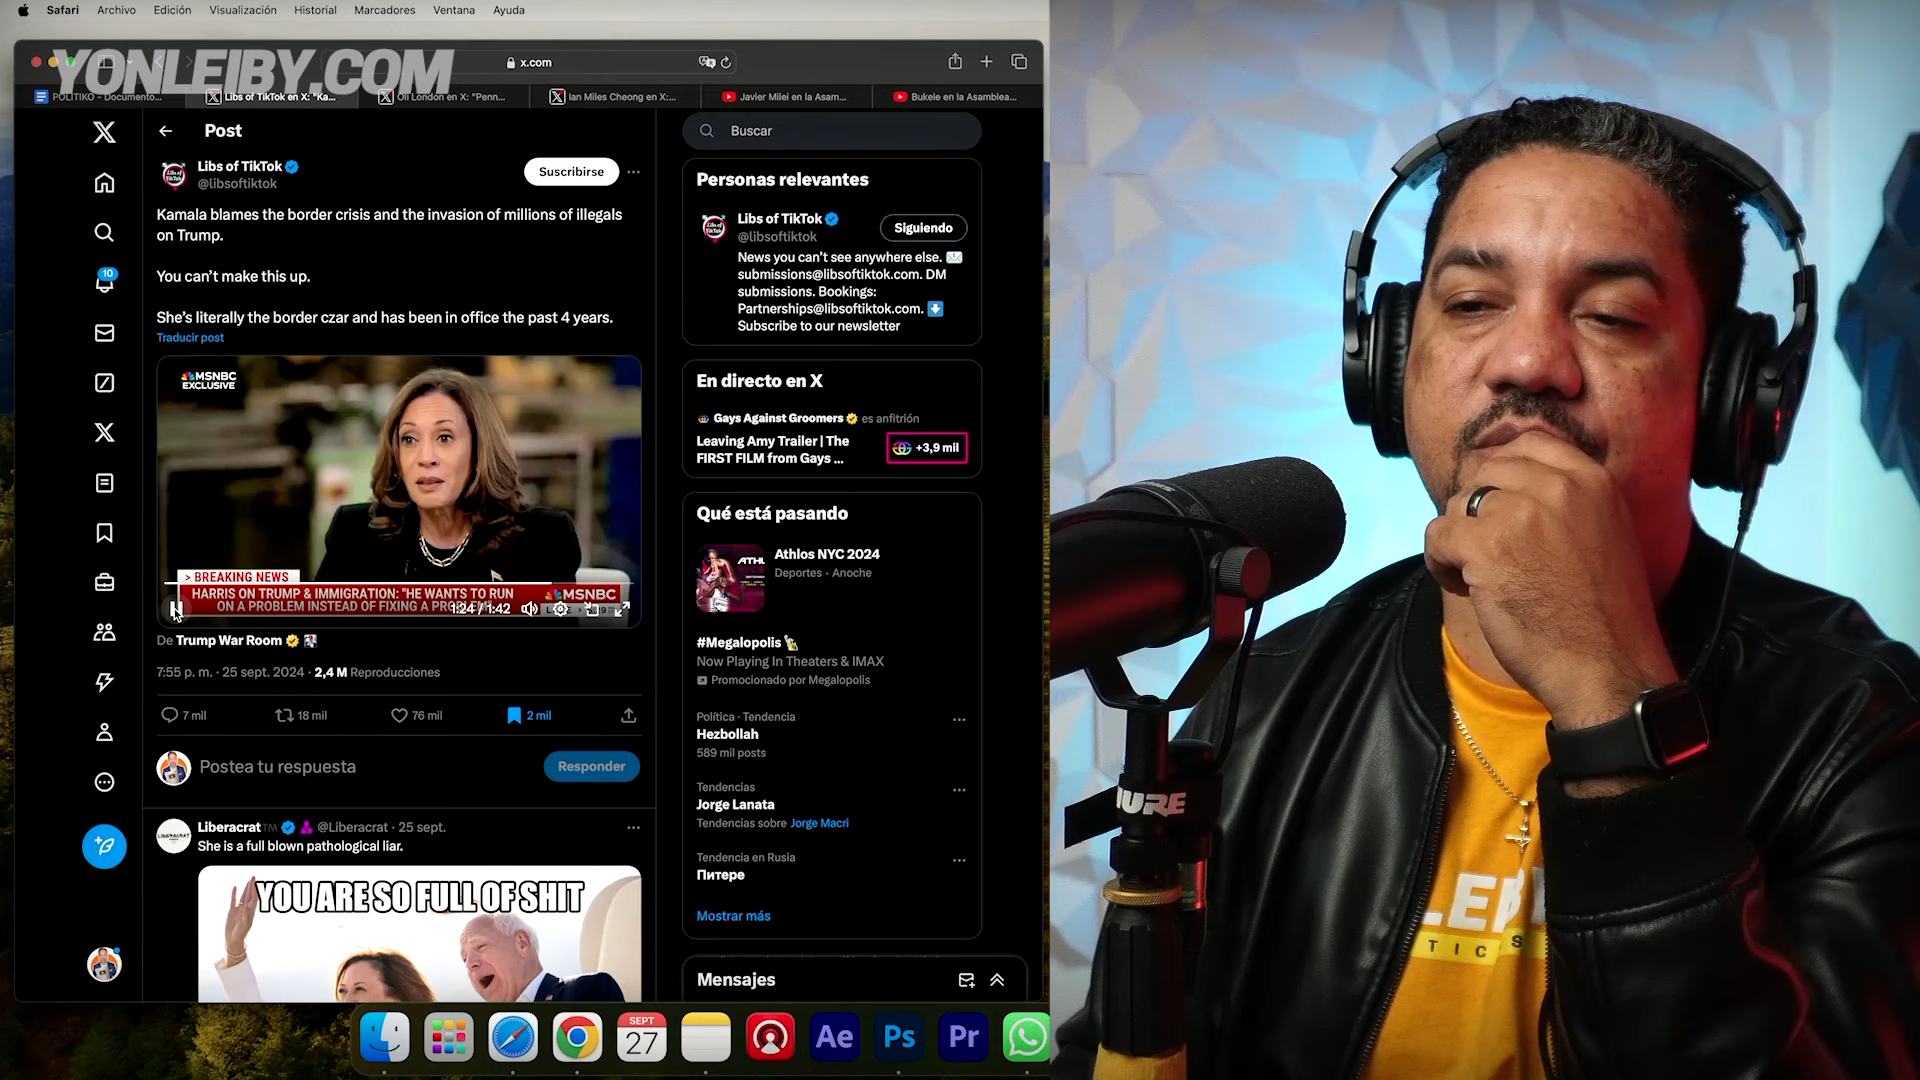 Safari Archivo Edición Visualización Historial Marcadores Ventana Ayuda
YONLEIBY.COM
x.com
POLITIKO - Documento...
Libs of TikTok en X: "Ka...
Oli London en X: "Penn...
Ian Miles Cheong en X:...
Javier Milei en la Asam...
Bukele en la Asamblea...
Post
Libs of TikTok
@libsoftiktok
Suscribirse
Kamala blames the border crisis and the invasion of millions of illegals
on Trump.
You can't make this up.
She's literally the border czar and has been in office the past 4 years.
Traducir post
MSNBC
EXCLUSIVE
> BREAKING NEWS
HARRIS ON TRUMP & IMMIGRATION: "HE WANTS TO RUN
ON A PROBLEM INSTEAD OF FIXING A
MSNBC
1:24 / 1:42
De Trump War Room
7:55 p. m. · 25 sept. 2024 · 2,4 M Reproducciones
7 mil 18 mil 76 mil 2 mil
Postea tu respuesta
Responder
Liberacrat™ @Liberacrat · 25 sept.
She is a full blown pathological liar.
YOU ARE SO FULL OF SHIT
10
Buscar
Personas relevantes
Libs of TikTok
@libsoftiktok
Siguiendo
News you can't see anywhere else.
submissions@libsoftiktok.com. DM
submissions. Bookings:
Partnerships@libsoftiktok.com.
Subscribe to our newsletter
En directo en X
Gays Against Groomers es anfitrión
Leaving Amy Trailer | The
FIRST FILM from Gays ...
+3,9 mil
Qué está pasando
Athlos NYC 2024
Deportes · Anoche
#Megalopolis
Now Playing In Theaters & IMAX
Promocionado por Megalopolis
Política · Tendencia
Hezbollah
589 mil posts
Tendencias
Jorge Lanata
Tendencias sobre Jorge Macri
Tendencia en Rusia
Питере
Mostrar más
Mensajes
SEPT
27
Ae
Ps
Pr